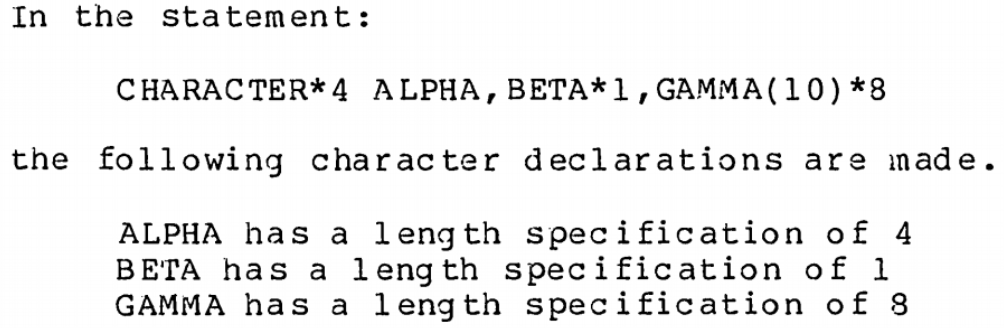 In the statement:
CHARACTER*4 ALPHA,BETA*1,GAMMA(10)*8
the following character declarations are made.
ALPHA has a length specification of 4
BETA has a length specification of 1
GAMMA has a length specification of 8